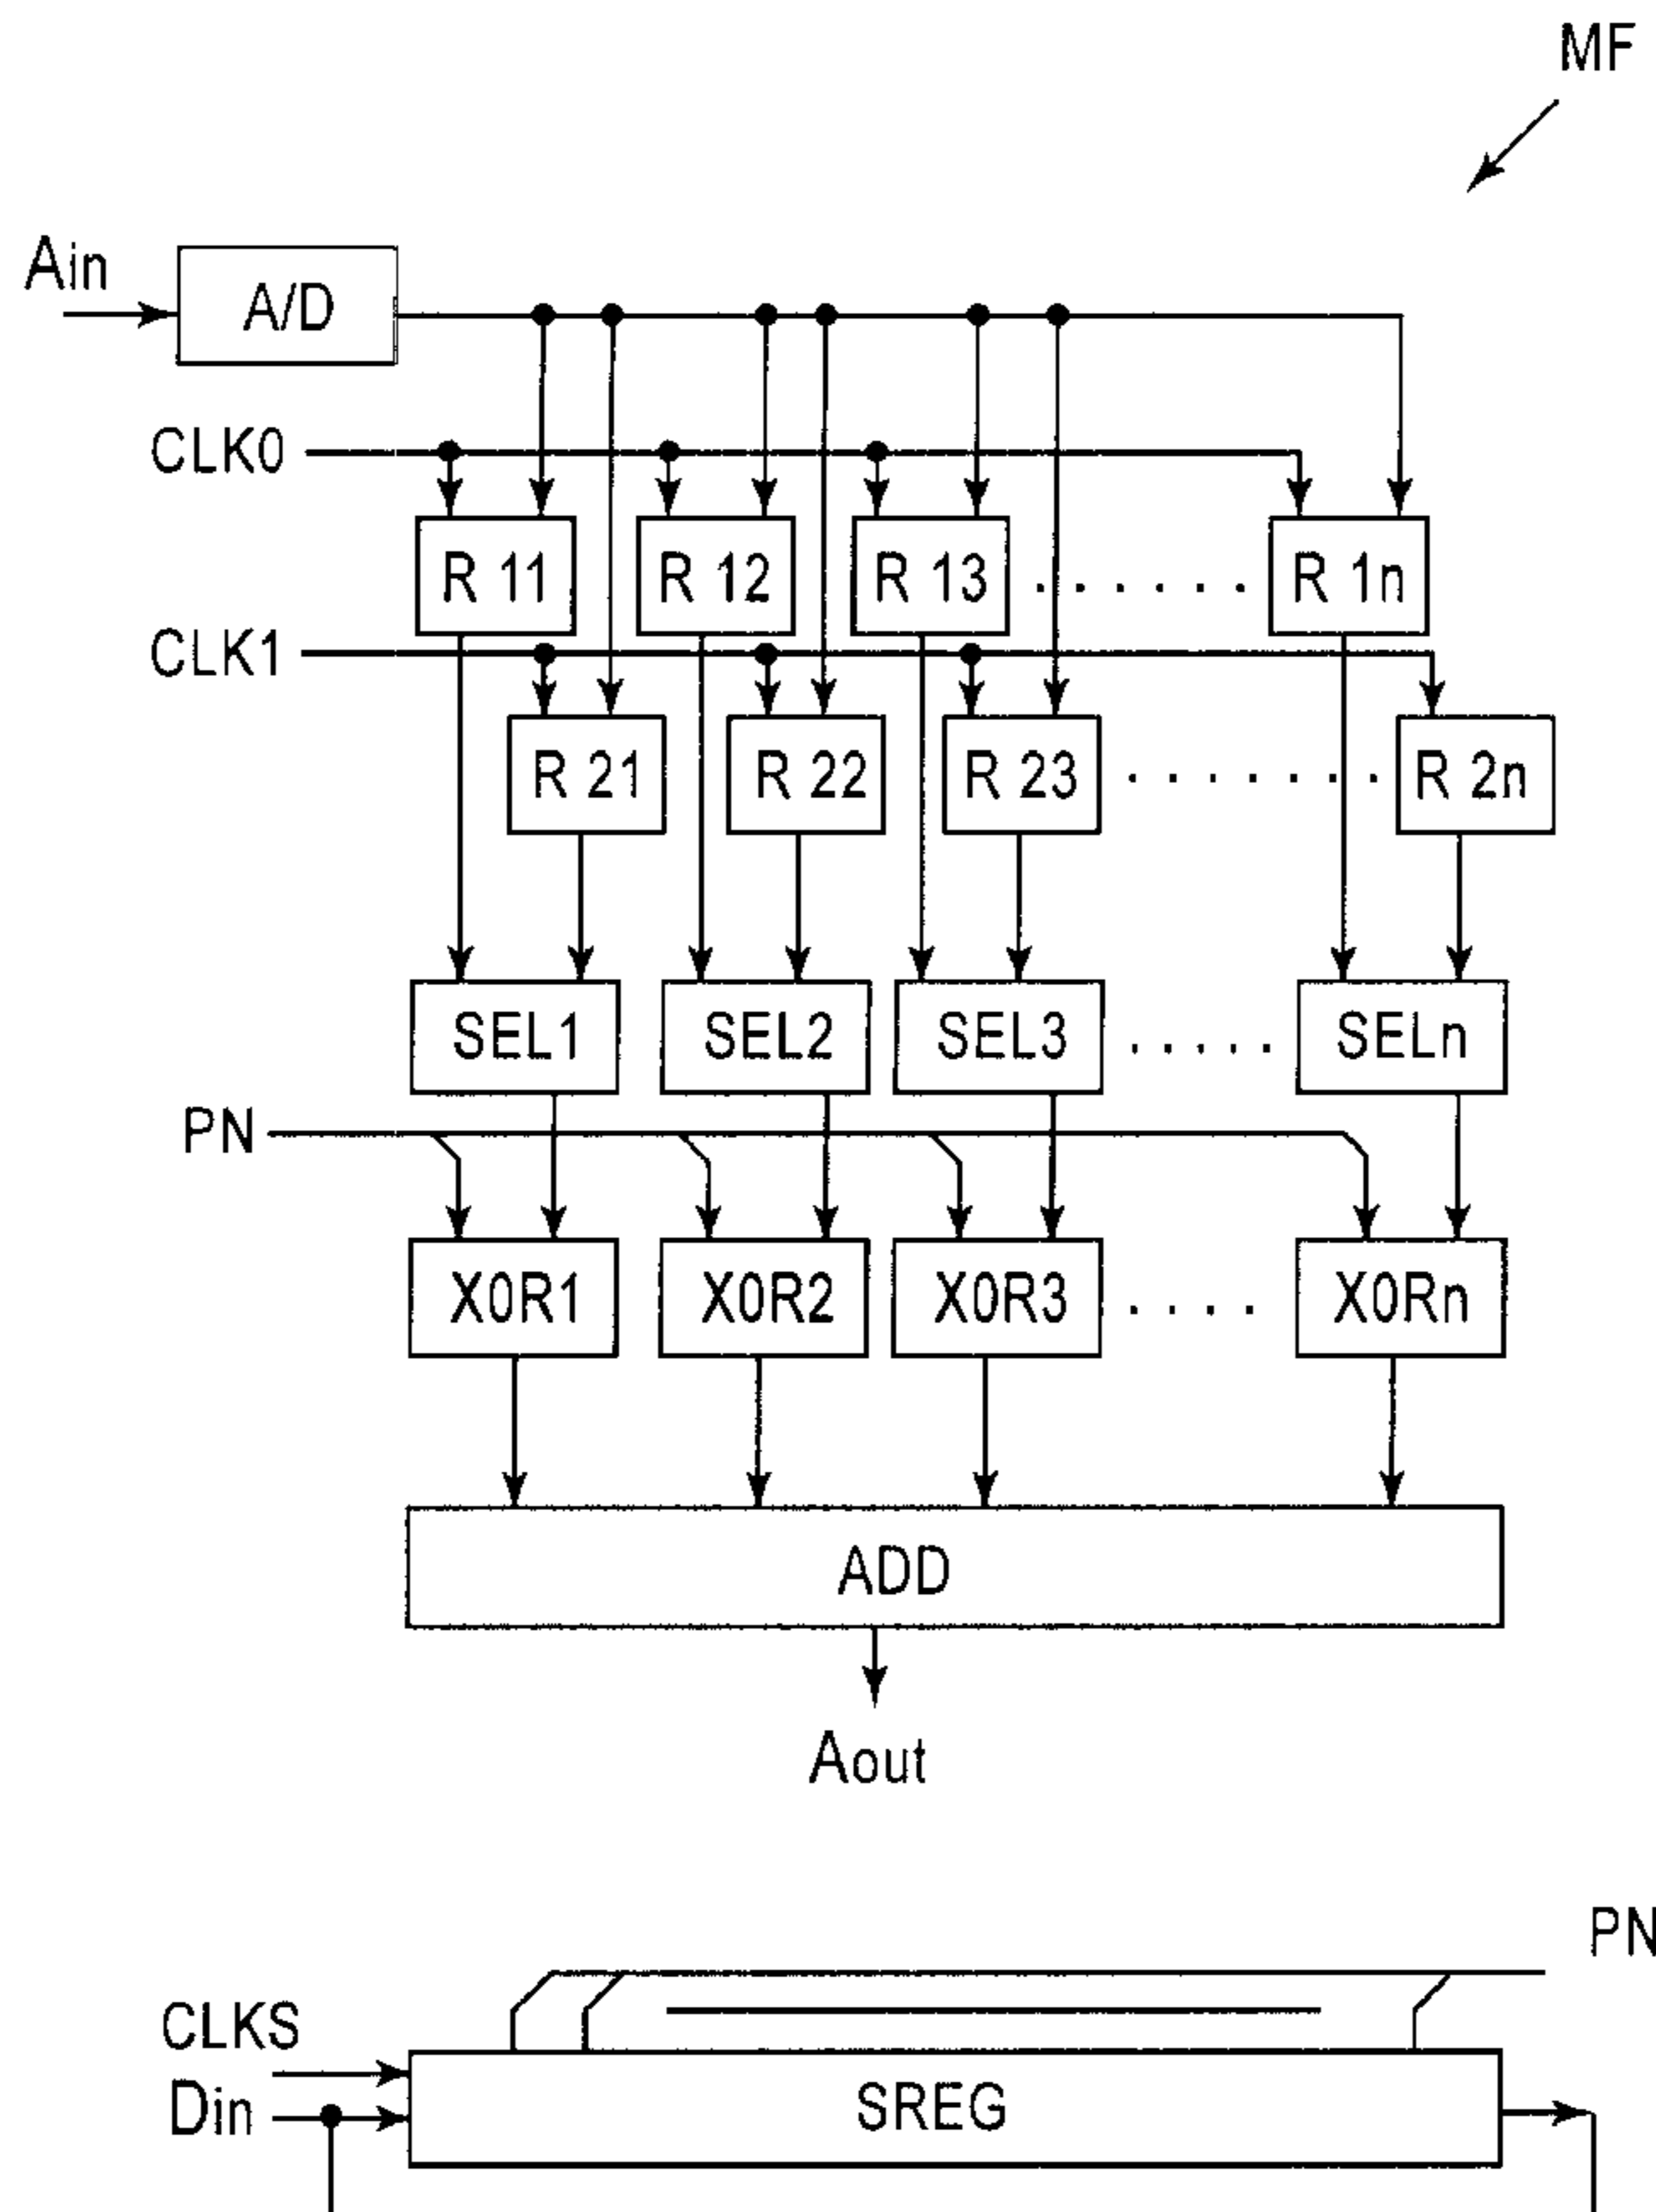 MF
Ain
A/D
CLK0
R 11 R 12 R 13 . . . . . . R 1n
CLK1
R 21 R 22 R 23 . . . . . . . R 2n
SEL1 SEL2 SEL3 . . . . . SELn
PN
X0R1 X0R2 X0R3 . . . . X0Rn
ADD
Aout
PN
CLKS
Din
SREG